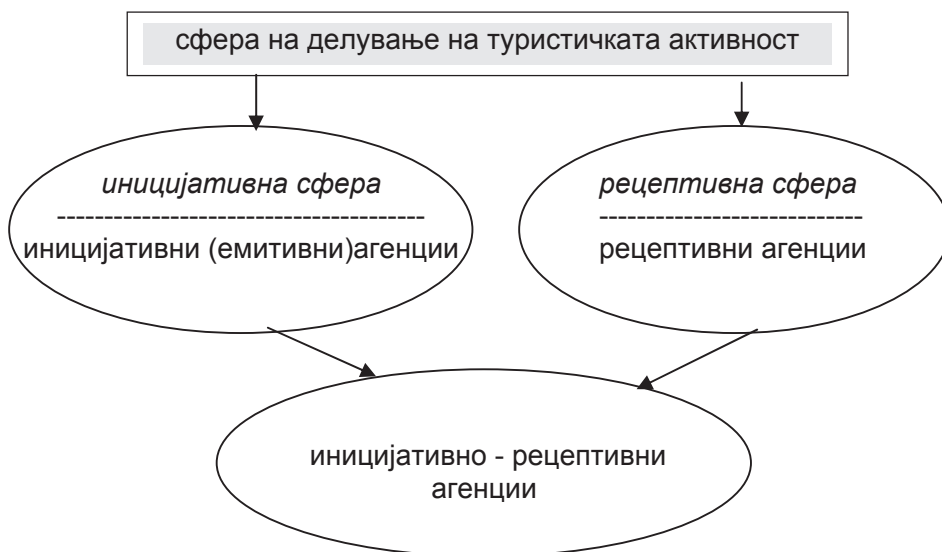 сфера на делување на туристичката активност
иницијативна сфера
---------------------------------------
иницијативни (емитивни)агенции
рецептивна сфера
----------------------------
рецептивни агенции
иницијативно - рецептивни
агенции